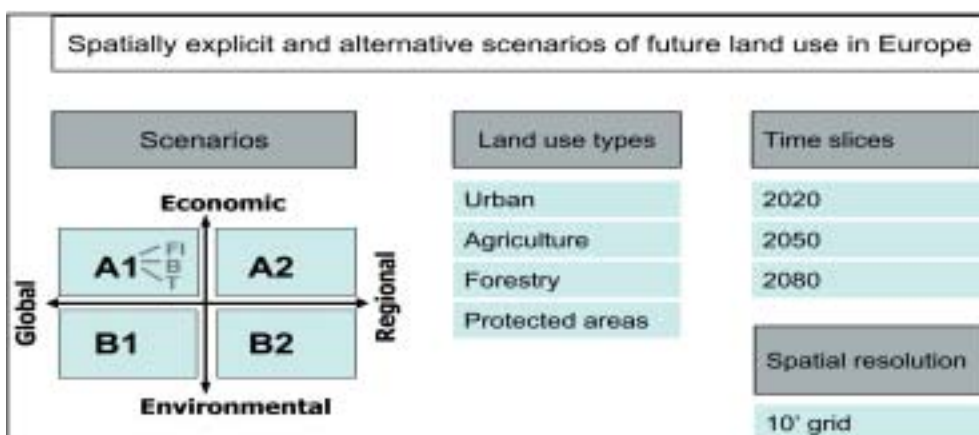 Spatially explicit and alternative scenarios of future land use in Europe
Scenarios
Economic
A1
FI
B
T
A2
Global
Regional
B1
B2
Environmental
Land use types
Urban
Agriculture
Forestry
Protected areas
Time slices
2020
2050
2080
Spatial resolution
10' grid